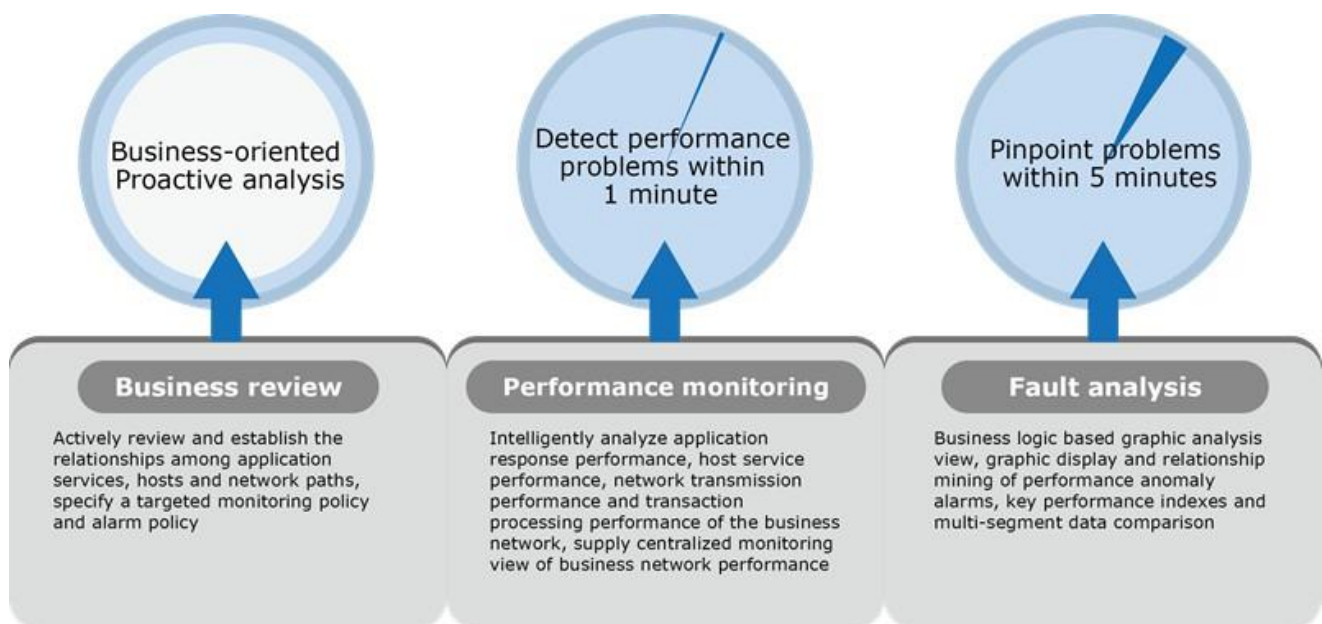 Business-oriented
Proactive analysis
Detect performance
problems within
1 minute
Pinpoint problems
within 5 minutes
Business review
Actively review and establish the
relationships among application
services, hosts and network paths,
specify a targeted monitoring policy
and alarm policy
Performance monitoring
Intelligently analyze application
response performance, host service
performance, network transmission
performance and transaction
processing performance of the business
network, supply centralized monitoring
view of business network performance
Fault analysis
Business logic based graphic analysis
view, graphic display and relationship
mining of performance anomaly
alarms, key performance indexes and
multi-segment data comparison